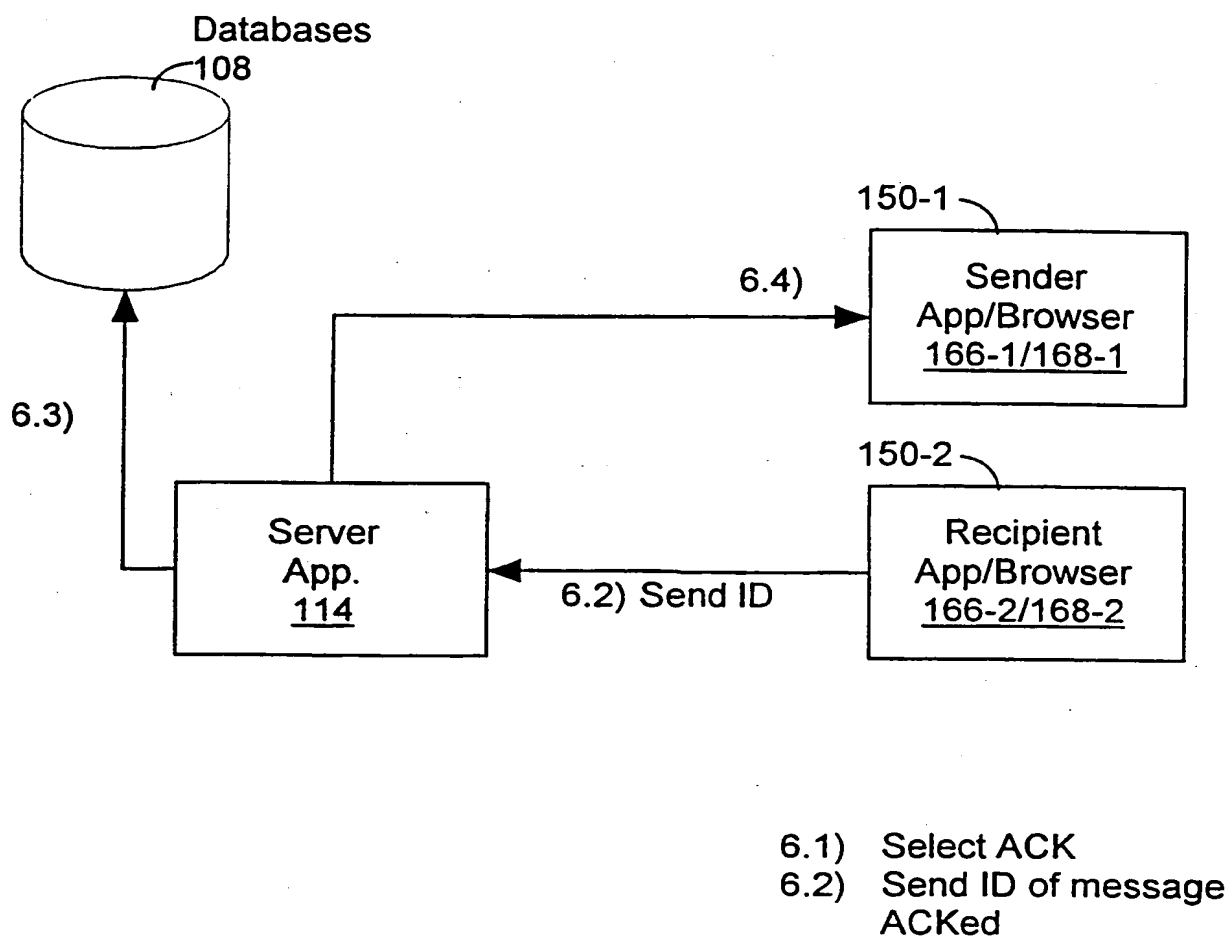 Databases
108
150-1
Sender
App/Browser
166-1/168-1
6.4)
6.3)
150-2
Recipient
App/Browser
166-2/168-2
Server
App.
114
6.2) Send ID
6.1) Select ACK
6.2) Send ID of message
ACKed